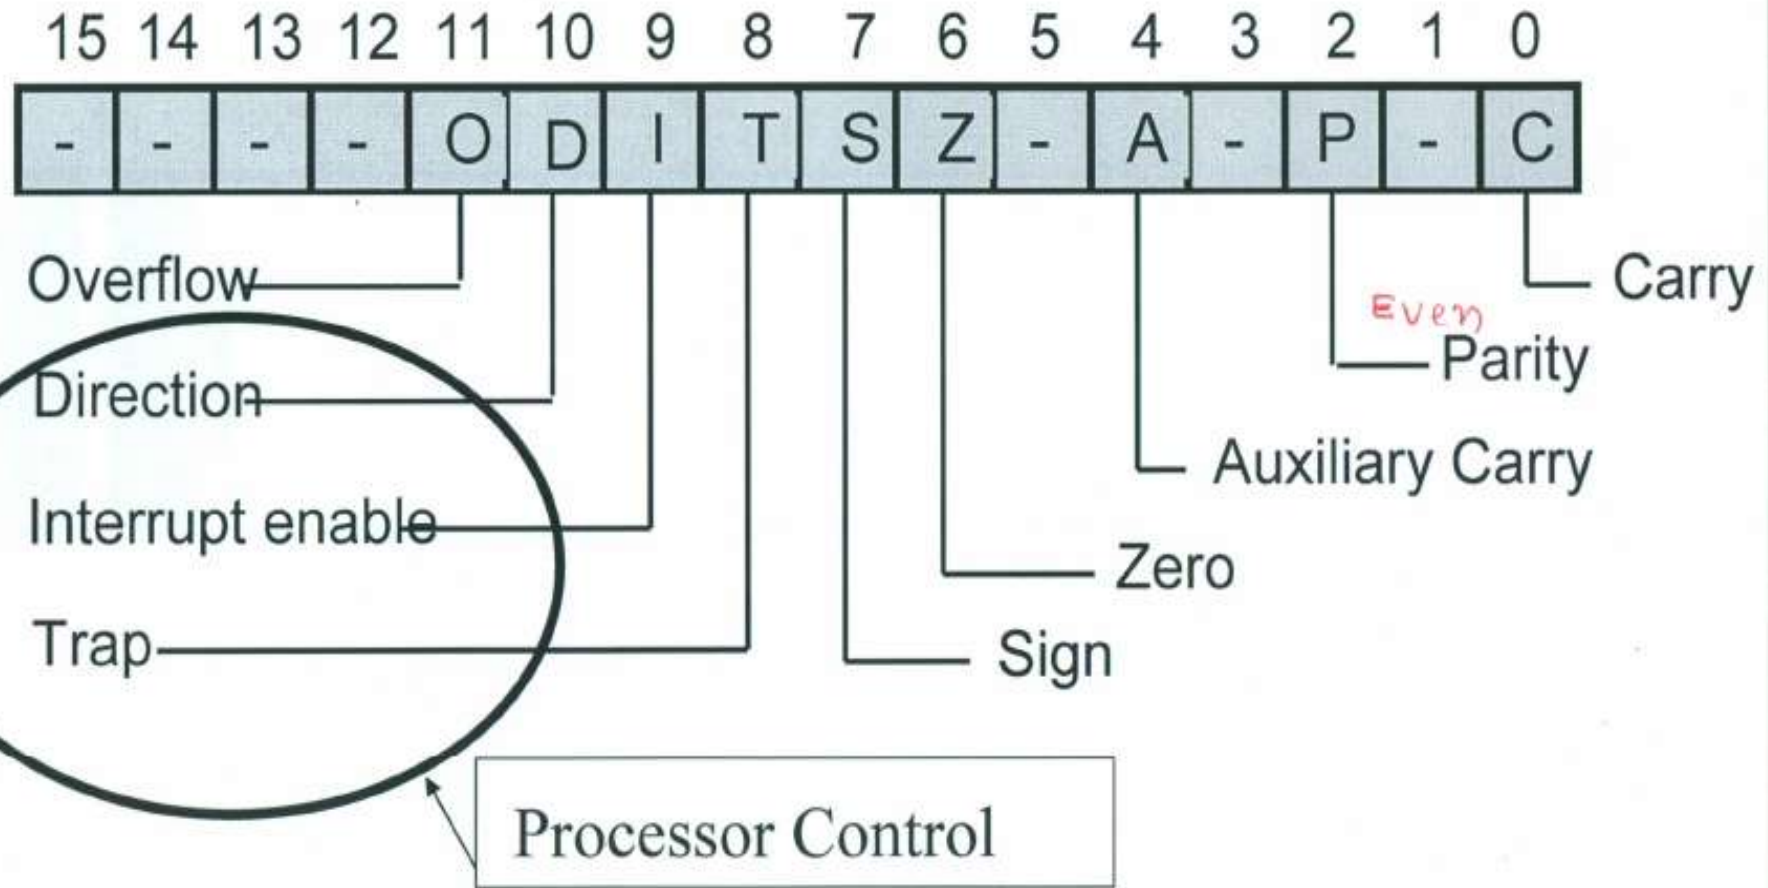 15 14 13 12 11 10 9 8 7 6 5 4 3 2 1 0
- - - - O D I T S Z - A - P - C
Overflow
Carry
Even
Parity
Direction
Auxiliary Carry
Interrupt enable
Zero
Trap
Sign
Processor Control